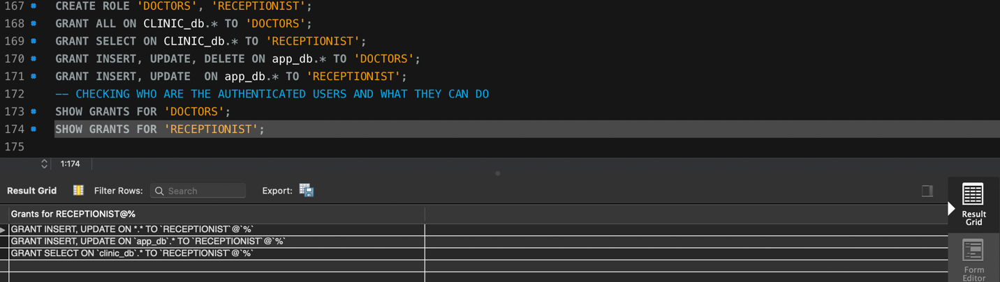 167 CREATE ROLE 'DOCTORS', 'RECEPTIONIST';
168 GRANT ALL ON CLINIC_db.* TO 'DOCTORS';
169 GRANT SELECT ON CLINIC_db.* TO 'RECEPTIONIST';
170 GRANT INSERT, UPDATE, DELETE ON app_db.* TO 'DOCTORS';
171 GRANT INSERT, UPDATE  ON app_db.* TO 'RECEPTIONIST';
172 -- CHECKING WHO ARE THE AUTHENTICATED USERS AND WHAT THEY CAN DO
173 SHOW GRANTS FOR 'DOCTORS';
174 SHOW GRANTS FOR 'RECEPTIONIST';
175
1:174
Result Grid Filter Rows: Search Export:
Grants for RECEPTIONIST@%
GRANT INSERT, UPDATE ON *.* TO `RECEPTIONIST`@`%`
GRANT INSERT, UPDATE ON `app_db`.* TO `RECEPTIONIST`@`%`
GRANT SELECT ON `clinic_db`.* TO `RECEPTIONIST`@`%`
Result
Grid
Form
Editor